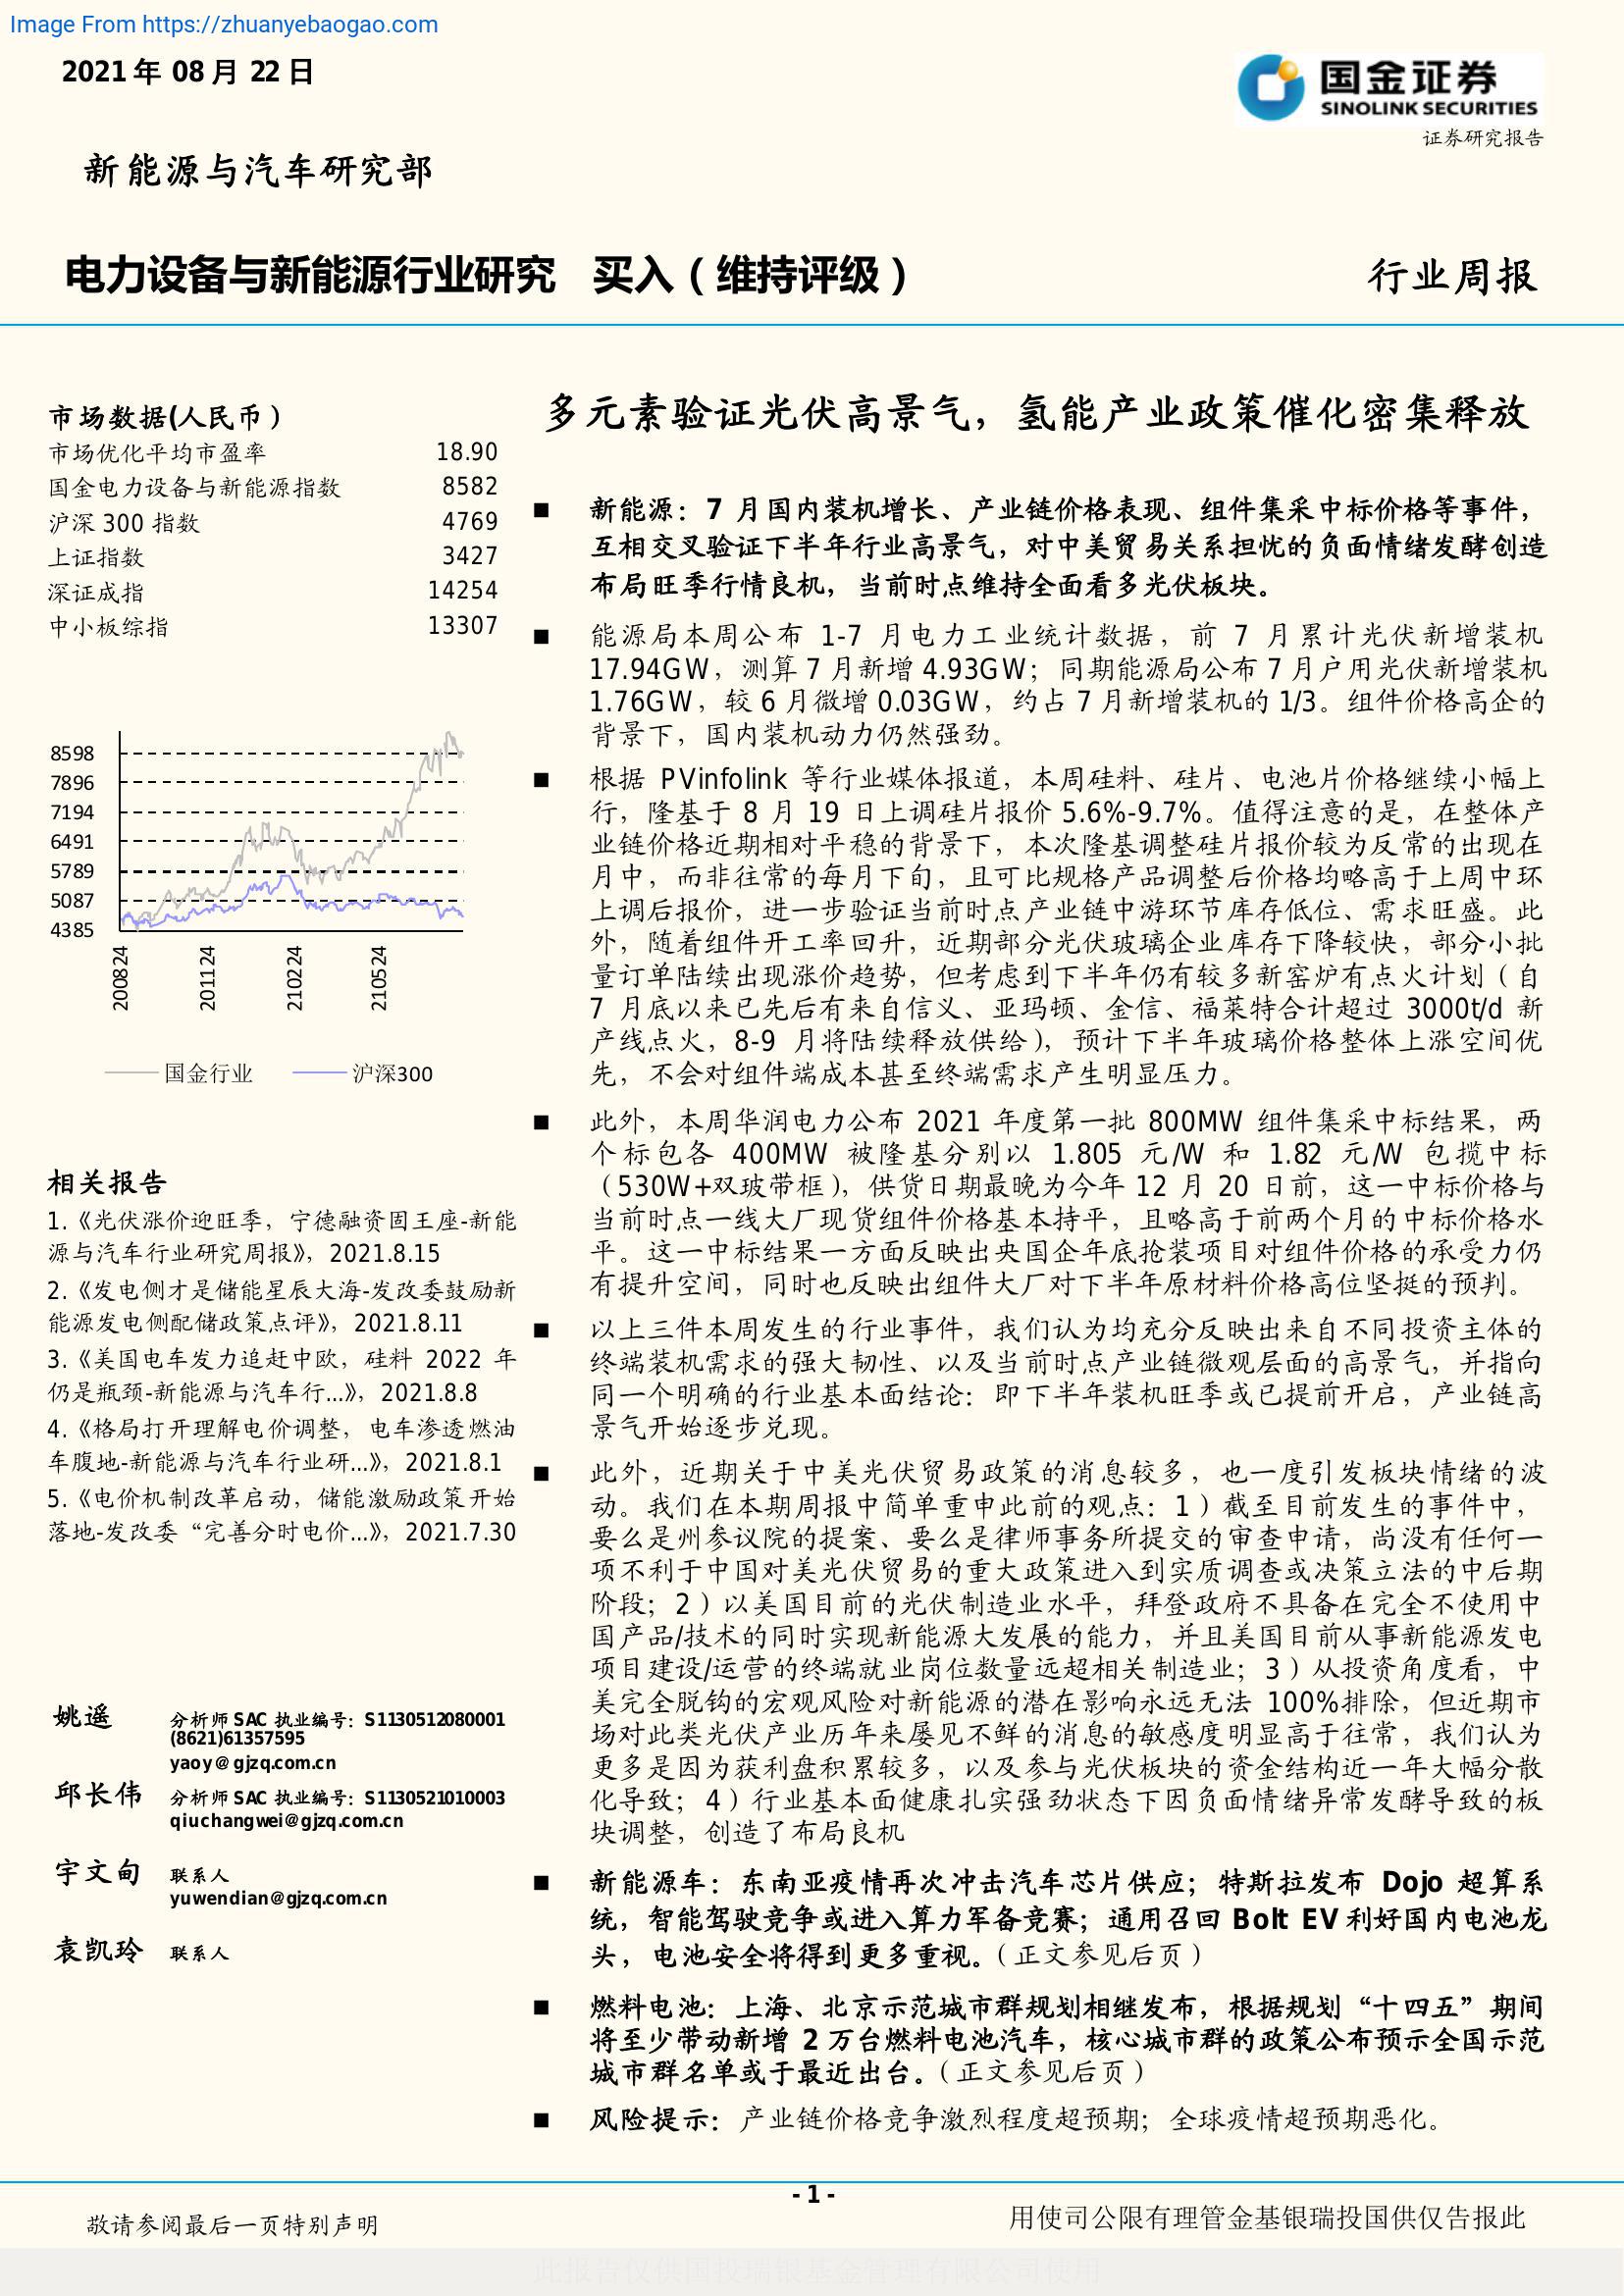 Image From https://zhuanyebaogao.com
2021 年 08 月 22 日
国金证券
SINOLINK SECURITIES
证券研究报告
新能源与汽车研究部
电力设备与新能源行业研究 买入（维持评级）
行业周报
市场数据(人民币）
市场优化平均市盈率 18.90
国金电力设备与新能源指数 8582
沪深 300 指数 4769
上证指数 3427
深证成指 14254
中小板综指 13307
8598
7896
7194
6491
5789
5087
4385
200824
201124
210224
210524
国金行业 沪深300
相关报告
1.《光伏涨价迎旺季，宁德融资固王座-新能
源与汽车行业研究周报》，2021.8.15
2.《发电侧才是储能星辰大海-发改委鼓励新
能源发电侧配储政策点评》，2021.8.11
3.《美国电车发力追赶中欧，硅料 2022 年
仍是瓶颈-新能源与汽车行...》，2021.8.8
4.《格局打开理解电价调整，电车渗透燃油
车腹地-新能源与汽车行业研...》，2021.8.1
5.《电价机制改革启动，储能激励政策开始
落地-发改委“完善分时电价...》，2021.7.30
姚遥 分析师 SAC 执业编号：S1130512080001
(8621)61357595
yaoy＠gjzq.com.cn
邱长伟 分析师 SAC 执业编号：S1130521010003
qiuchangwei＠gjzq.com.cn
宇文甸 联系人
yuwendian＠gjzq.com.cn
袁凯玲 联系人
多元素验证光伏高景气，氢能产业政策催化密集释放
■ 新能源：7 月国内装机增长、产业链价格表现、组件集采中标价格等事件，
互相交叉验证下半年行业高景气，对中美贸易关系担忧的负面情绪发酵创造
布局旺季行情良机，当前时点维持全面看多光伏板块。
■ 能源局本周公布 1-7 月电力工业统计数据，前 7 月累计光伏新增装机
17.94GW，测算 7 月新增 4.93GW；同期能源局公布 7 月户用光伏新增装机
1.76GW，较 6 月微增 0.03GW，约占 7 月新增装机的 1/3。组件价格高企的
背景下，国内装机动力仍然强劲。
■ 根据 PVinfolink 等行业媒体报道，本周硅料、硅片、电池片价格继续小幅上
行，隆基于 8 月 19 日上调硅片报价 5.6%-9.7%。值得注意的是，在整体产
业链价格近期相对平稳的背景下，本次隆基调整硅片报价较为反常的出现在
月中，而非往常的每月下旬，且可比规格产品调整后价格均略高于上周中环
上调后报价，进一步验证当前时点产业链中游环节库存低位、需求旺盛。此
外，随着组件开工率回升，近期部分光伏玻璃企业库存下降较快，部分小批
量订单陆续出现涨价趋势，但考虑到下半年仍有较多新窑炉有点火计划（自
7 月底以来已先后有来自信义、亚玛顿、金信、福莱特合计超过 3000t/d 新
产线点火，8-9 月将陆续释放供给），预计下半年玻璃价格整体上涨空间优
先，不会对组件端成本甚至终端需求产生明显压力。
■ 此外，本周华润电力公布 2021 年度第一批 800MW 组件集采中标结果，两
个标包各 400MW 被隆基分别以 1.805 元/W 和 1.82 元/W 包揽中标
（530W+双玻带框），供货日期最晚为今年 12 月 20 日前，这一中标价格与
当前时点一线大厂现货组件价格基本持平，且略高于前两个月的中标价格水
平。这一中标结果一方面反映出央国企年底抢装项目对组件价格的承受力仍
有提升空间，同时也反映出组件大厂对下半年原材料价格高位坚挺的预判。
■ 以上三件本周发生的行业事件，我们认为均充分反映出来自不同投资主体的
终端装机需求的强大韧性、以及当前时点产业链微观层面的高景气，并指向
同一个明确的行业基本面结论：即下半年装机旺季或已提前开启，产业链高
景气开始逐步兑现。
■ 此外，近期关于中美光伏贸易政策的消息较多，也一度引发板块情绪的波
动。我们在本期周报中简单重申此前的观点：1）截至目前发生的事件中，
要么是州参议院的提案、要么是律师事务所提交的审查申请，尚没有任何一
项不利于中国对美光伏贸易的重大政策进入到实质调查或决策立法的中后期
阶段；2）以美国目前的光伏制造业水平，拜登政府不具备在完全不使用中
国产品/技术的同时实现新能源大发展的能力，并且美国目前从事新能源发电
项目建设/运营的终端就业岗位数量远超相关制造业；3）从投资角度看，中
美完全脱钩的宏观风险对新能源的潜在影响永远无法 100%排除，但近期市
场对此类光伏产业历年来屡见不鲜的消息的敏感度明显高于往常，我们认为
更多是因为获利盘积累较多，以及参与光伏板块的资金结构近一年大幅分散
化导致；4）行业基本面健康扎实强劲状态下因负面情绪异常发酵导致的板
块调整，创造了布局良机
■ 新能源车：东南亚疫情再次冲击汽车芯片供应；特斯拉发布 Dojo 超算系
统，智能驾驶竞争或进入算力军备竞赛；通用召回 Bolt EV 利好国内电池龙
头，电池安全将得到更多重视。（正文参见后页）
■ 燃料电池：上海、北京示范城市群规划相继发布，根据规划“十四五”期间
将至少带动新增 2 万台燃料电池汽车，核心城市群的政策公布预示全国示范
城市群名单或于最近出台。（正文参见后页）
■ 风险提示：产业链价格竞争激烈程度超预期；全球疫情超预期恶化。
- 1 -
敬请参阅最后一页特别声明
用使司公限有理管金基银瑞投国供仅告报此
此报告仅供国投瑞银基金管理有限公司使用